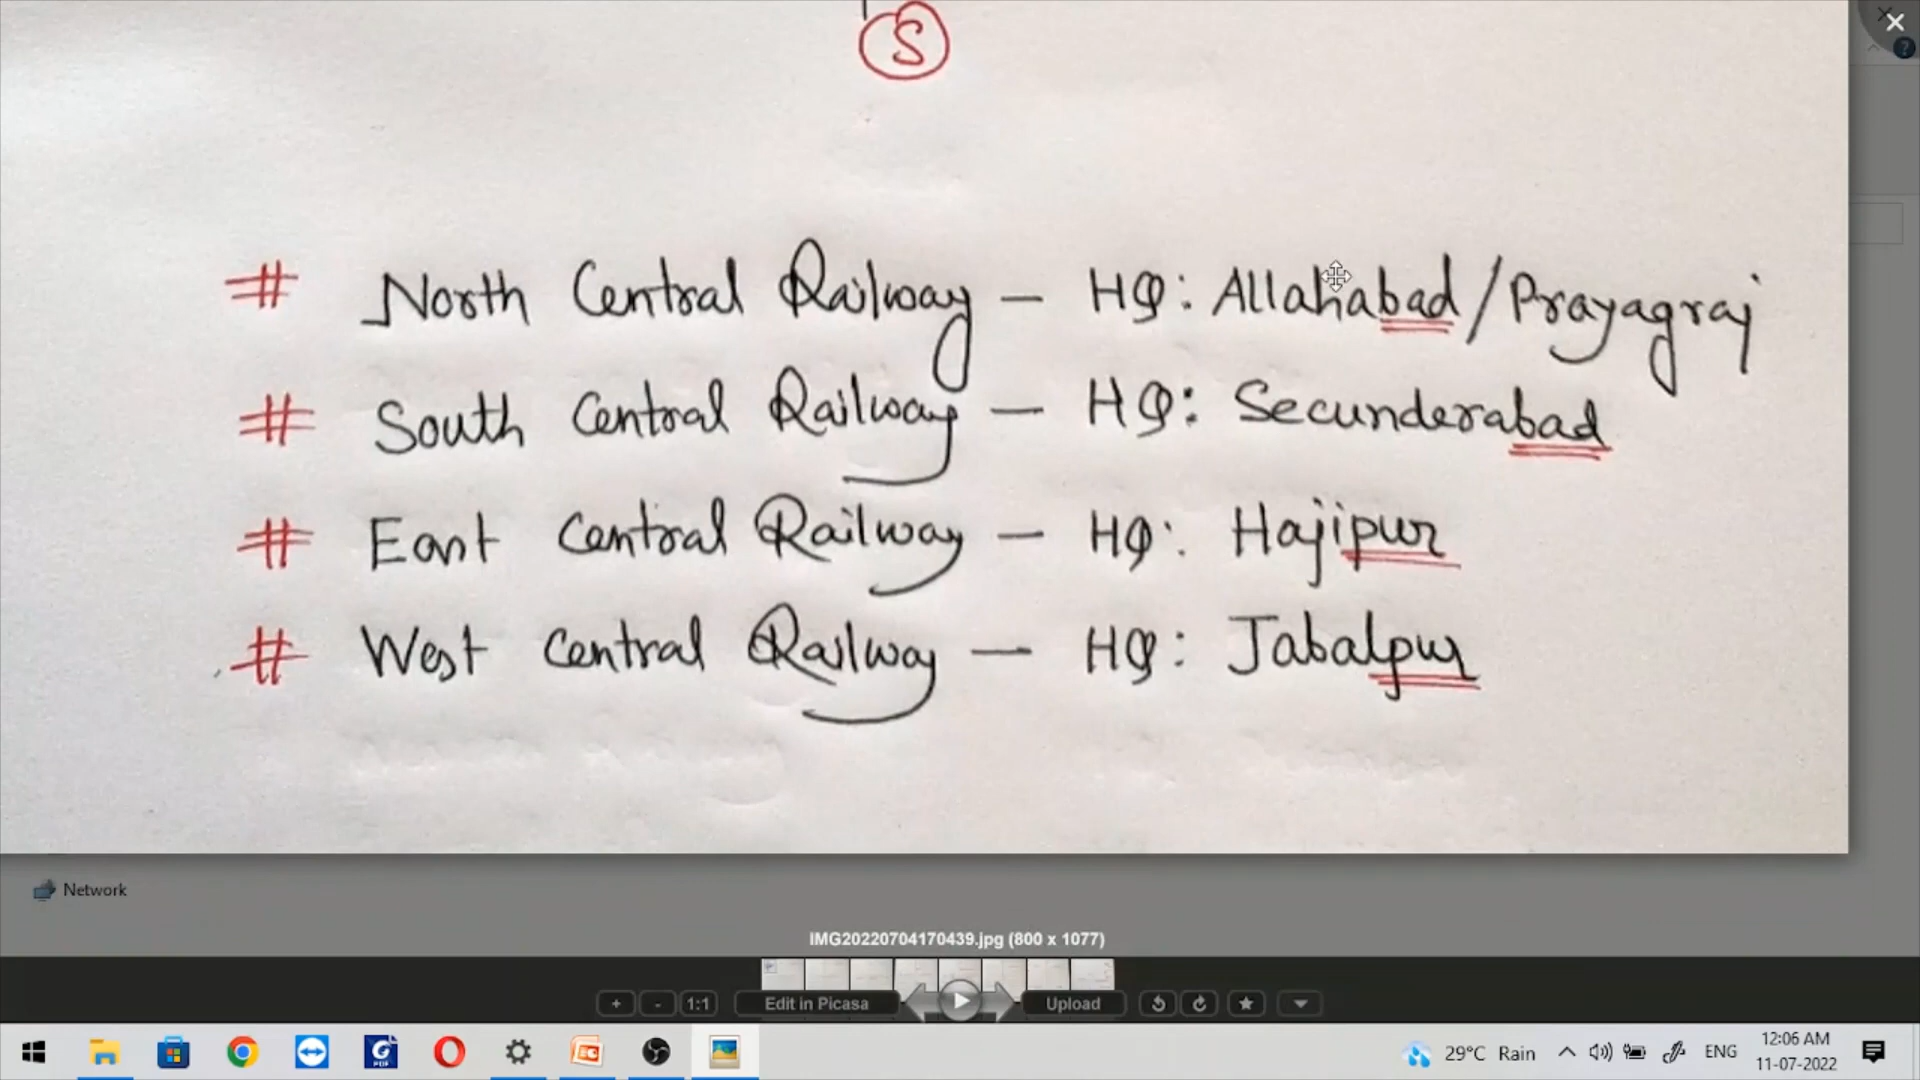 S
# North Central Railway — HQ: Allahabad/Prayagraj
# South Central Railway — HQ: Secunderabad
# East Central Railway — HQ: Hajipur
# West Central Railway — HQ: Jabalpur
Network
IMG20220704170439.jpg (800 x 1077)
+ - 1:1 Edit in Picasa Upload
29°C Rain ENG 12:06 AM
11-07-2022